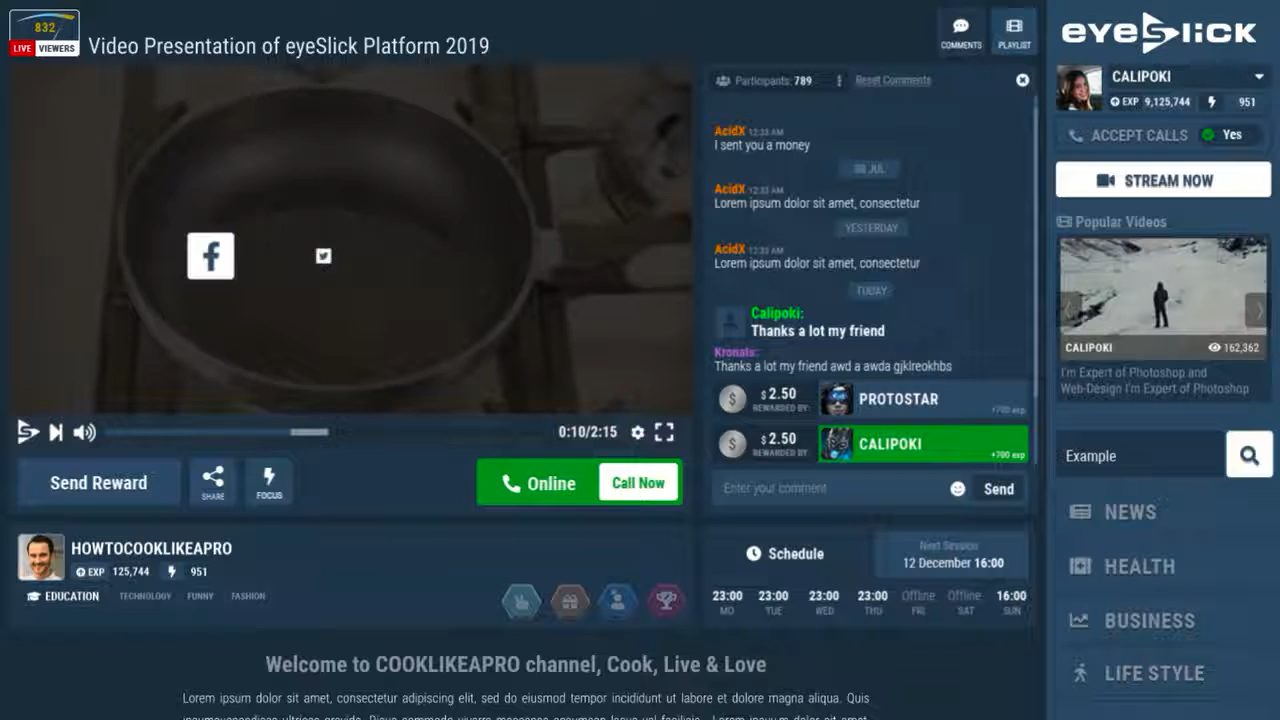 832
LIVE VIEWERS
Video Presentation of eyeSlick Platform 2019
COMMENTS
PLAYLIST
eyeSlick
Participants: 789
Reset Comments
CALIPOKI
EXP 9,125,744 951
ACCEPT CALLS Yes
STREAM NOW
Popular Videos
CALIPOKI 162,362
I'm Expert of Photoshop and
Web-Design I'm Expert of Photoshop
AcidX 12:33 AM
I sent you a money
JUL
AcidX 12:33 AM
Lorem ipsum dolor sit amet, consectetur
YESTERDAY
AcidX 12:33 AM
Lorem ipsum dolor sit amet, consectetur
TODAY
Calipoki:
Thanks a lot my friend
Kronals:
Thanks a lot my friend awd a awda gjklreokhbs
$ 2.50
REWARDED BY:
PROTOSTAR
+700 exp
$ 2.50
REWARDED BY
CALIPOKI
+700 exp
Enter your comment
Send
0:10/2:15
Send Reward
SHARE
FOCUS
Online
Call Now
Example
NEWS
HEALTH
BUSINESS
LIFE STYLE
HOWTOCOOKLIKEAPRO
EXP 125,744 951
EDUCATION TECHNOLOGY FUNNY FASHION
Schedule
Next Session
12 December 16:00
23:00 23:00 23:00 23:00 Offline Offline 16:00
MO TUE WED THU FRI SAT SUN
Welcome to COOKLIKEAPRO channel, Cook, Live & Love
Lorem ipsum dolor sit amet, consectetur adipiscing elit, sed do eiusmod tempor incididunt ut labore et dolore magna aliqua. Quis